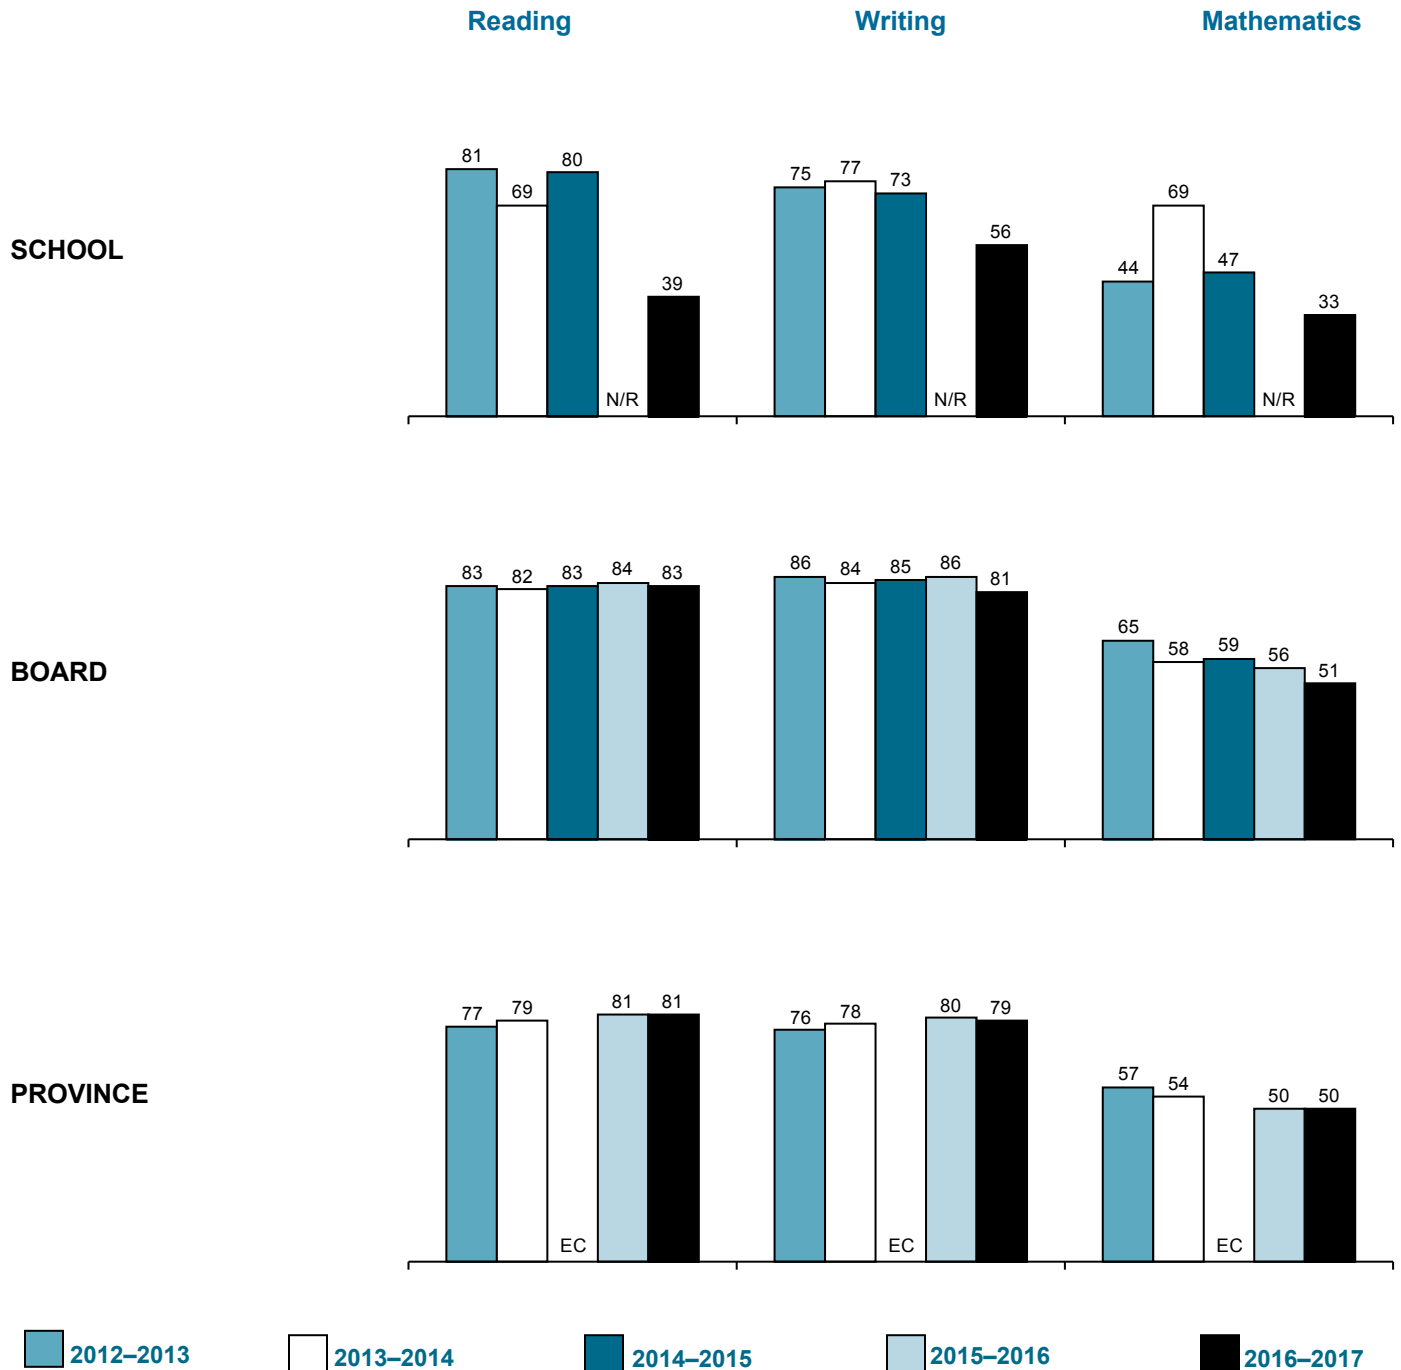 Reading Writing Mathematics
SCHOOL
81 69 80 N/R 39
75 77 73 N/R 56
44 69 47 N/R 33
BOARD
83 82 83 84 83
86 84 85 86 81
65 58 59 56 51
PROVINCE
77 79 EC 81 81
76 78 EC 80 79
57 54 EC 50 50
2012–2013 2013–2014 2014–2015 2015–2016 2016–2017